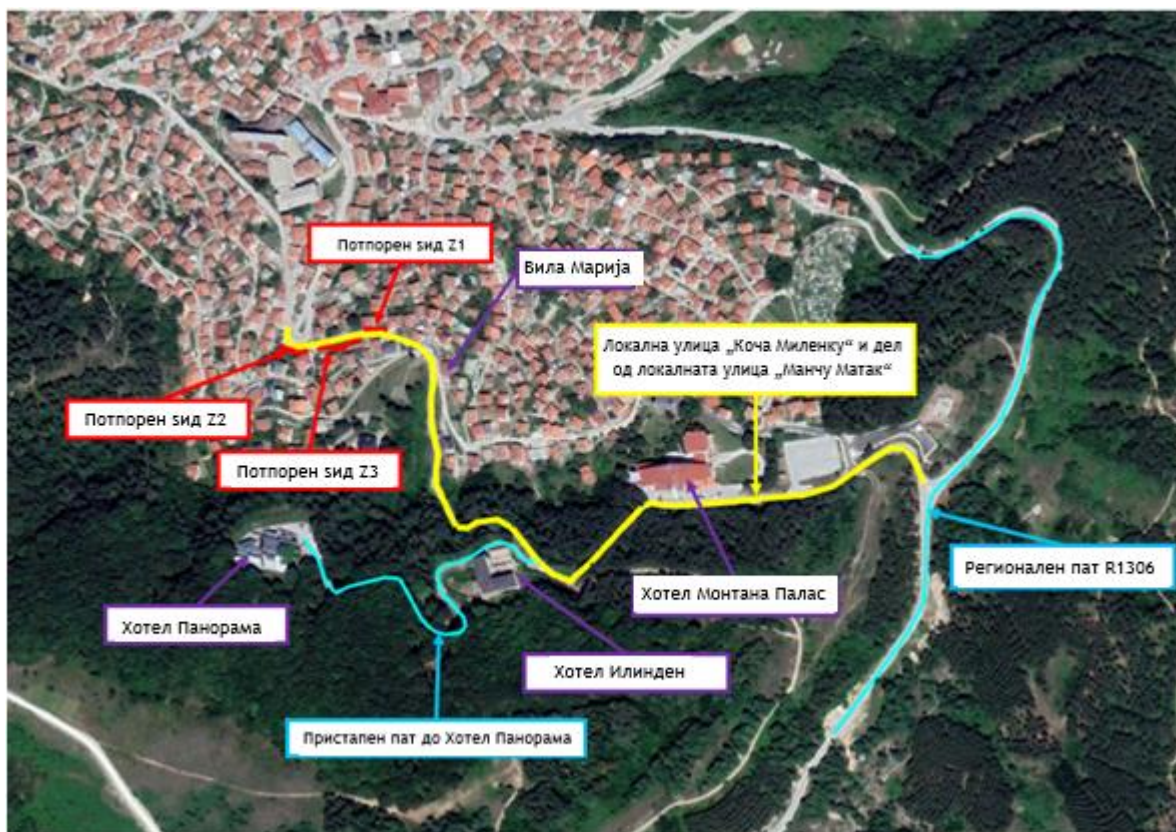 Потпорен ѕид Z1
Вила Марија
Локална улица „Коча Миленку“ и дел
од локалната улица „Манчу Матак“
Потпорен ѕид Z2
Потпорен ѕид Z3
Регионален пат R1306
Хотел Монтана Палас
Хотел Панорама
Хотел Илинден
Пристапен пат до Хотел Панорама